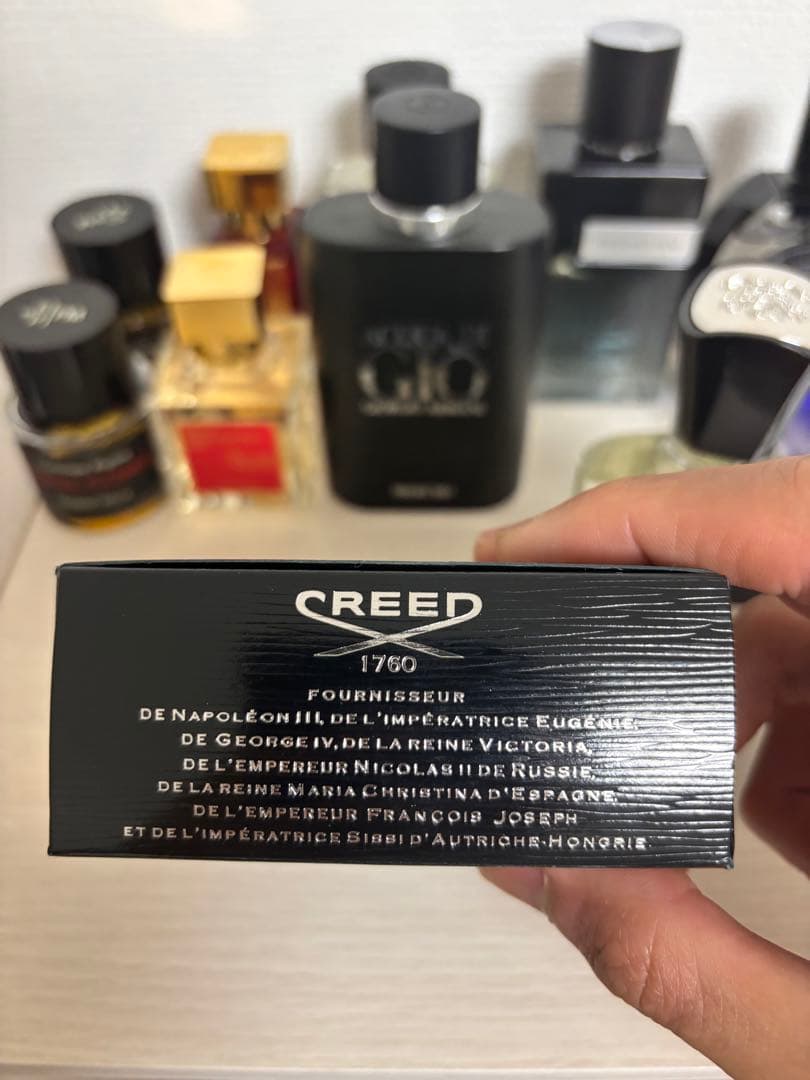 CREED
1760
FOURNISSEUR
DE NAPOLÉON III, DE L'IMPÉRATRICE EUGÉNIE,
DE GEORGE IV, DE LA REINE VICTORIA,
DE L'EMPEREUR NICOLAS II DE RUSSIE,
DE LA REINE MARIA CHRISTINA D'ESPAGNE,
DE L'EMPEREUR FRANÇOIS JOSEPH
ET DE L'IMPÉRATRICE SISSI D'AUTRICHE-HONGRIE
GIO